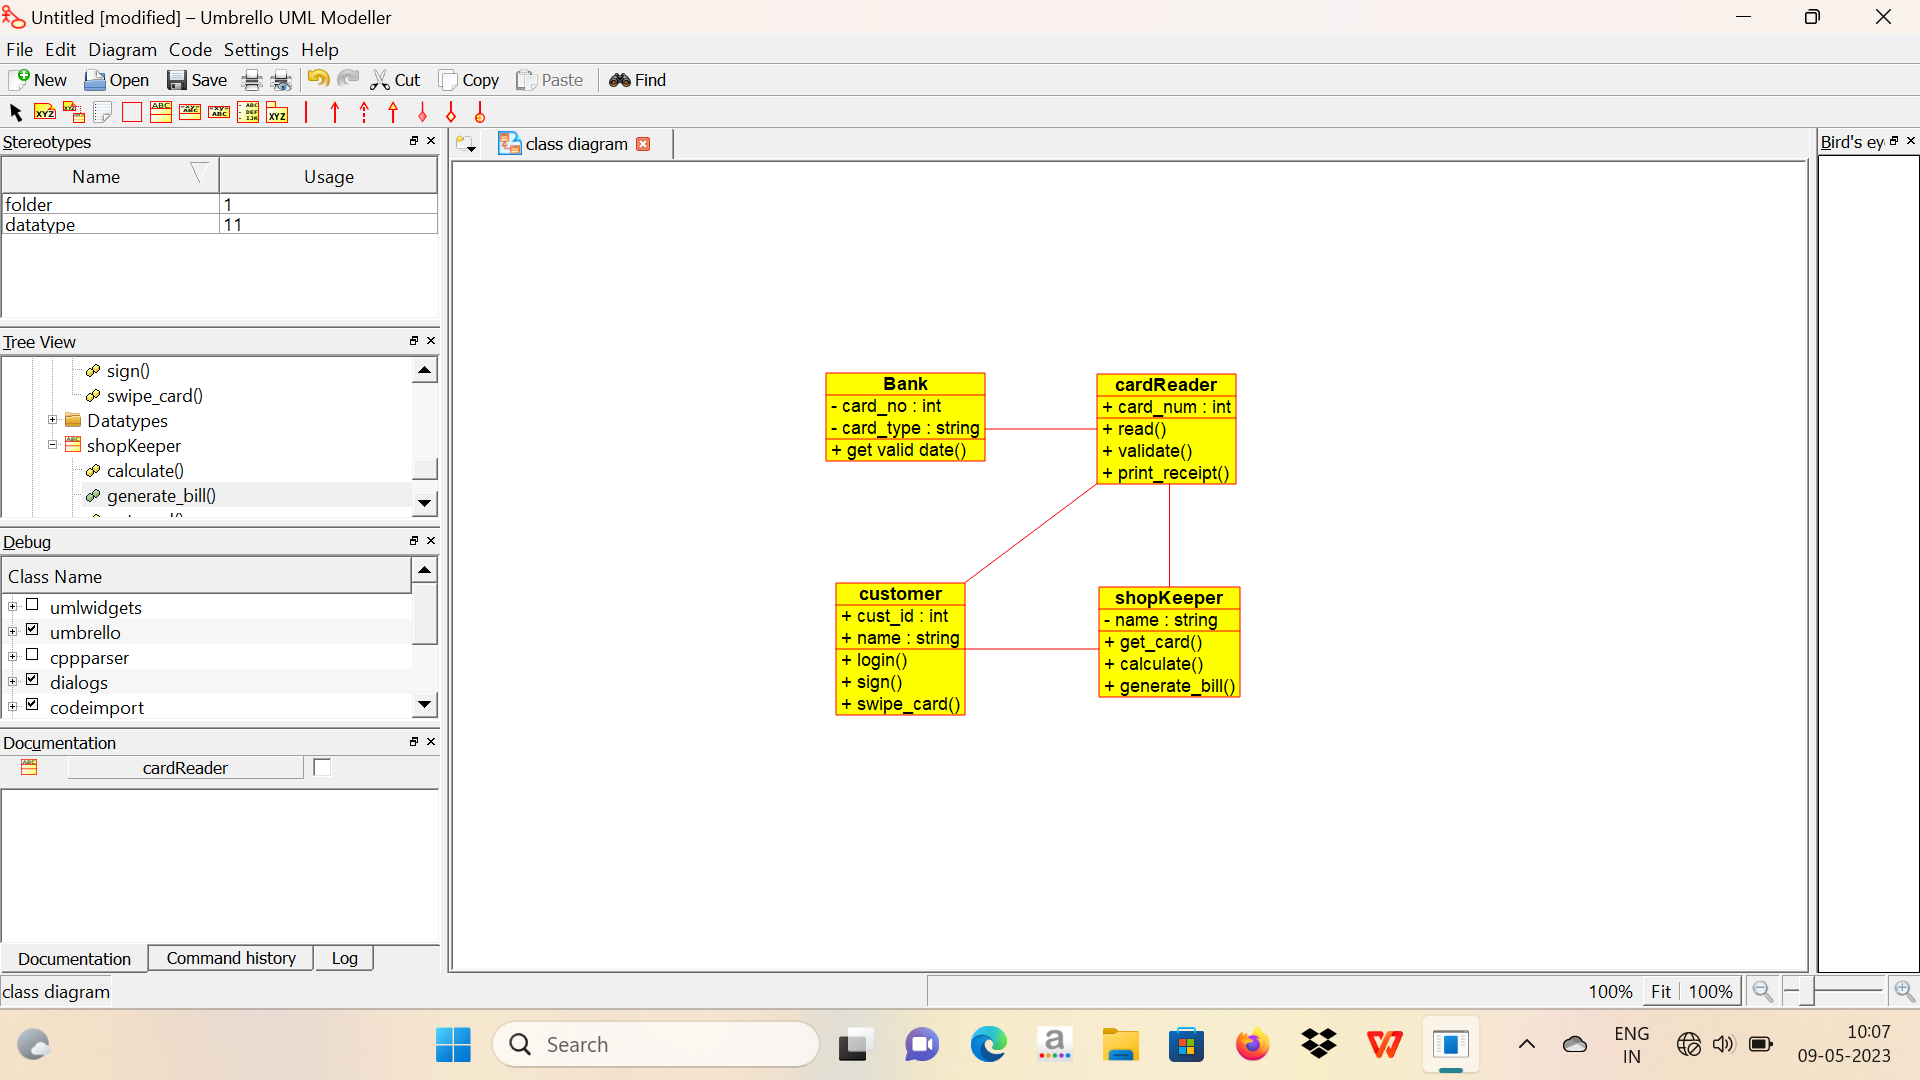 Untitled [modified] – Umbrello UML Modeller
File Edit Diagram Code Settings Help
New Open Save Cut Copy Paste Find
Stereotypes
Name Usage
folder 1
datatype 11
Tree View
sign()
swipe_card()
Datatypes
shopKeeper
calculate()
generate_bill()
Debug
Class Name
umlwidgets
umbrello
cppparser
dialogs
codeimport
Documentation
cardReader
Documentation Command history Log
class diagram
class diagram
Bird's ey
Bank
- card_no : int
- card_type : string
+ get valid date()
cardReader
+ card_num : int
+ read()
+ validate()
+ print_receipt()
customer
+ cust_id : int
+ name : string
+ login()
+ sign()
+ swipe_card()
shopKeeper
- name : string
+ get_card()
+ calculate()
+ generate_bill()
100% Fit 100%
Search
ENG
IN
10:07
09-05-2023